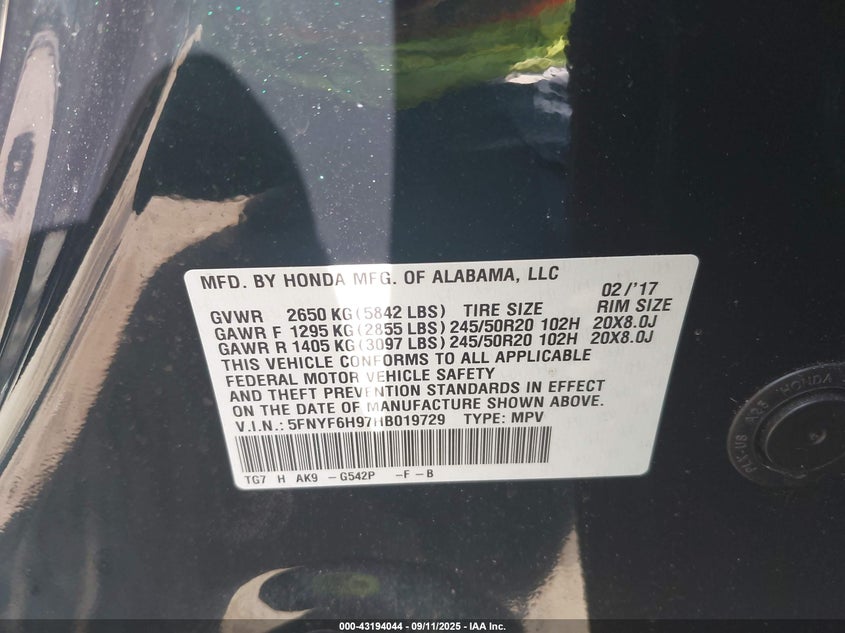 MFD. BY HONDA MFG. OF ALABAMA, LLC 02/'17
GVWR 2650 KG (5842 LBS) TIRE SIZE RIM SIZE
GAWR F 1295 KG (2855 LBS) 245/50R20 102H 20X8.0J
GAWR R 1405 KG (3097 LBS) 245/50R20 102H 20X8.0J
THIS VEHICLE CONFORMS TO ALL APPLICABLE
FEDERAL MOTOR VEHICLE SAFETY
AND THEFT PREVENTION STANDARDS IN EFFECT
ON THE DATE OF MANUFACTURE SHOWN ABOVE.
V.I.N.: 5FNYF6H97HB019729 TYPE: MPV
TG7 H AK9 -G542P -F-B
HONDA
000-43194044 - 09/11/2025 - IAA Inc.